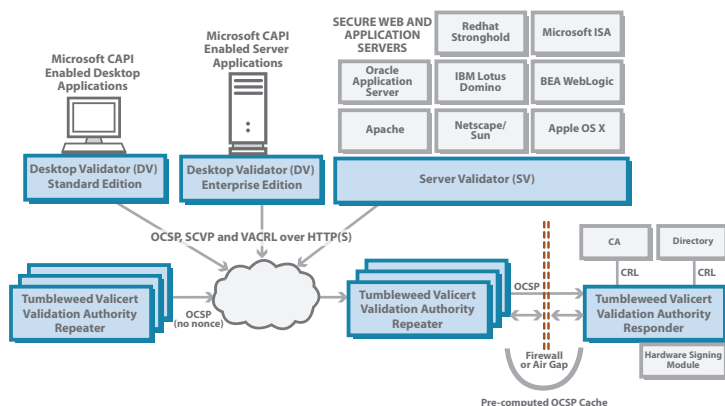 Microsoft CAPI
Enabled Desktop
Applications
Microsoft CAPI
Enabled Server
Applications
SECURE WEB AND
APPLICATION
SERVERS
Redhat
Stronghold
Microsoft ISA
Oracle
Application
Server
IBM Lotus
Domino
BEA WebLogic
Apache
Netscape/
Sun
Apple OS X
Desktop Validator (DV)
Standard Edition
Desktop Validator (DV)
Enterprise Edition
Server Validator (SV)
OCSP, SCVP and VACRL over HTTP(S)
CA
Directory
CRL
CRL
Tumbleweed Valicert
Validation Authority
Repeater
OCSP
(no nonce)
Tumbleweed Valicert
Validation Authority
Repeater
OCSP
Tumbleweed Valicert
Validation Authority
Responder
Firewall
or Air Gap
Hardware Signing
Module
Pre-computed OCSP Cache